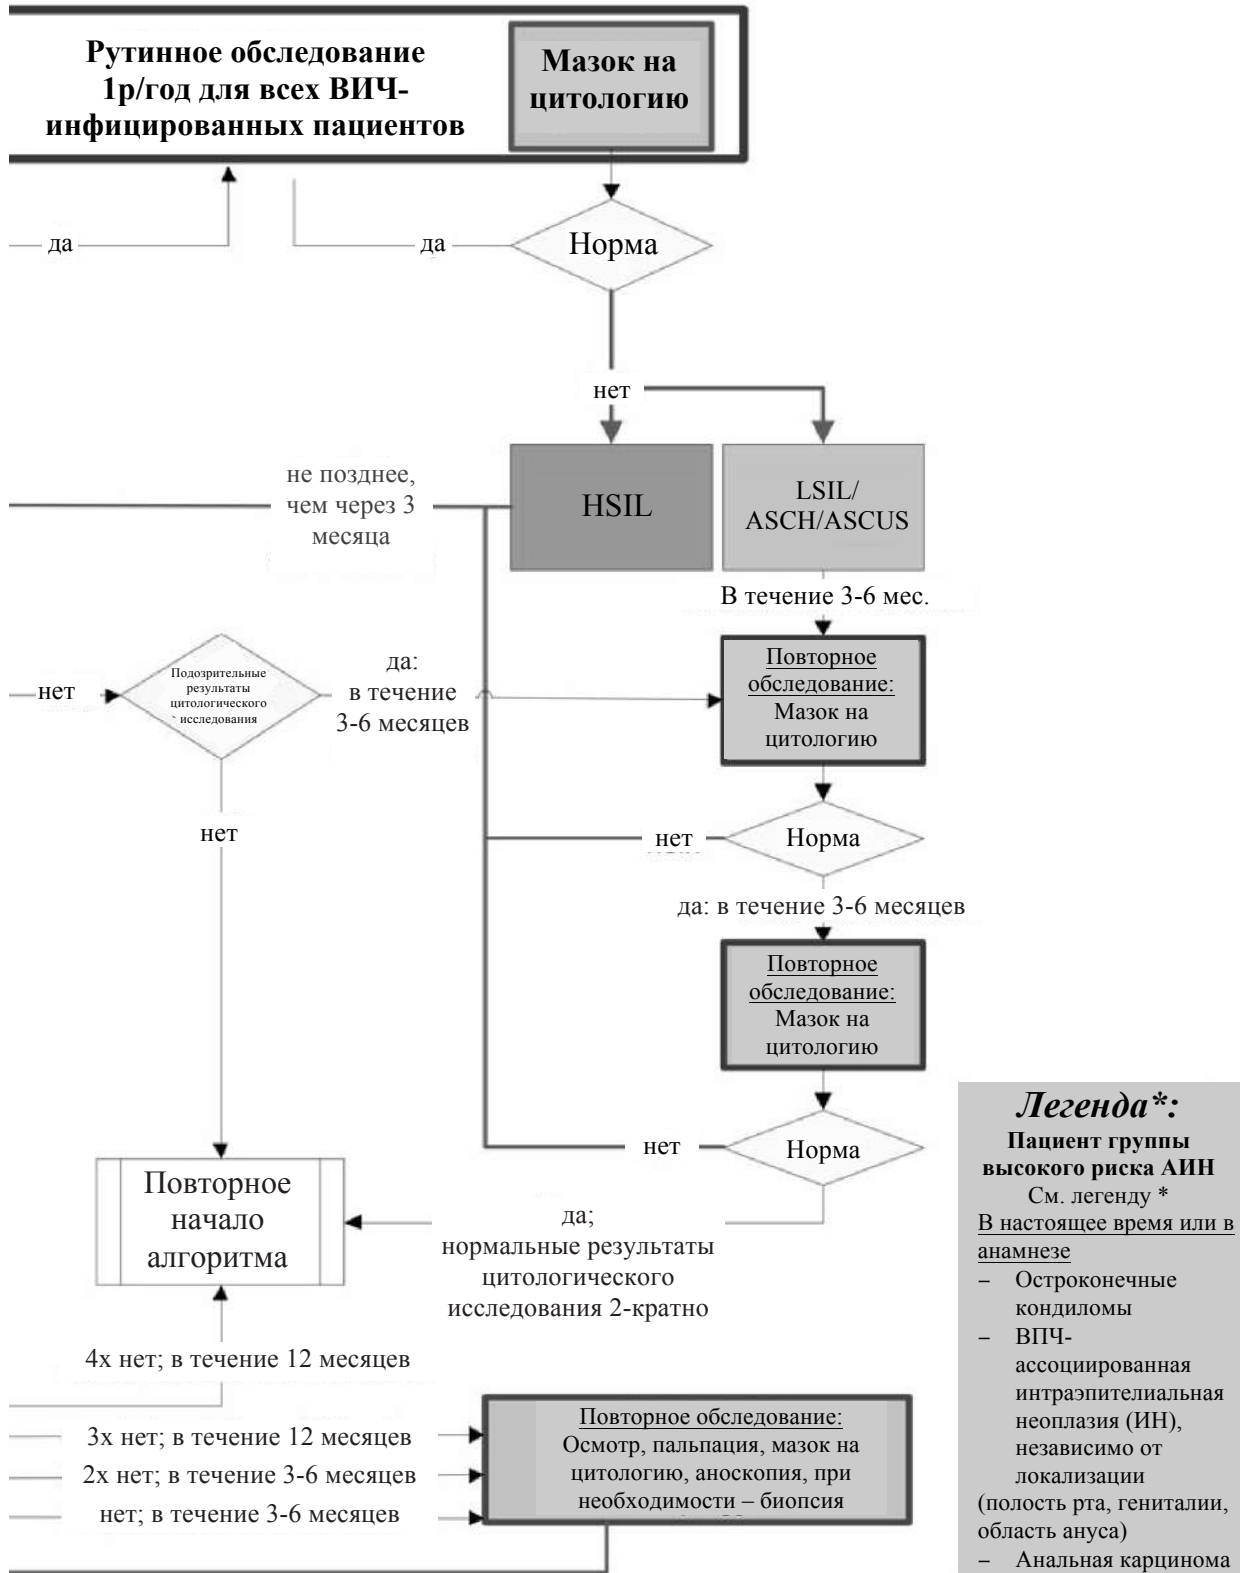 Рутинное обследование
1р/год для всех ВИЧ-
инфицированных пациентов
Мазок на
цитологию
да
да
Норма
нет
не позднее,
чем через 3
месяца
HSIL
LSIL/
ASCH/ASCUS
В течение 3-6 мес.
нет
Подозрительные
результаты
цитологического
исследования
да:
в течение
3-6 месяцев
Повторное
обследование:
Мазок на
цитологию
нет
нет
Норма
да: в течение 3-6 месяцев
Повторное
обследование:
Мазок на
цитологию
нет
Норма
Повторное
начало
алгоритма
да;
нормальные результаты
цитологического
исследования 2-кратно
4х нет; в течение 12 месяцев
3х нет; в течение 12 месяцев
2х нет; в течение 3-6 месяцев
нет; в течение 3-6 месяцев
Повторное обследование:
Осмотр, пальпация, мазок на
цитологию, аноскопия, при
необходимости – биопсия
Легенда*:
Пациент группы
высокого риска АИН
См. легенду *
В настоящее время или в
анамнезе
– Остроконечные
кондиломы
– ВПЧ-
ассоциированная
интраэпителиальная
неоплазия (ИН),
независимо от
локализации
(полость рта, гениталии,
область ануса)
– Анальная карцинома